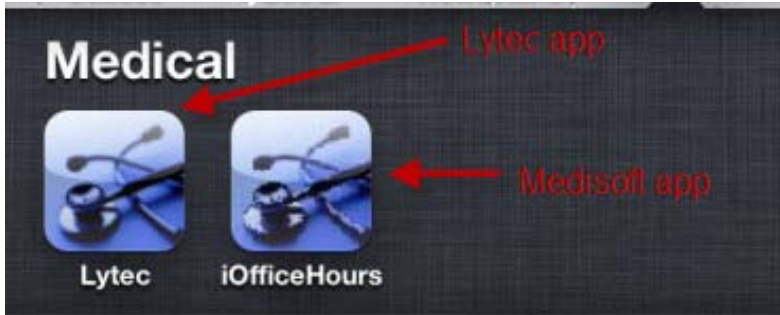 Lytec app
Medical
Medisoft app
Lytec
iOfficeHours